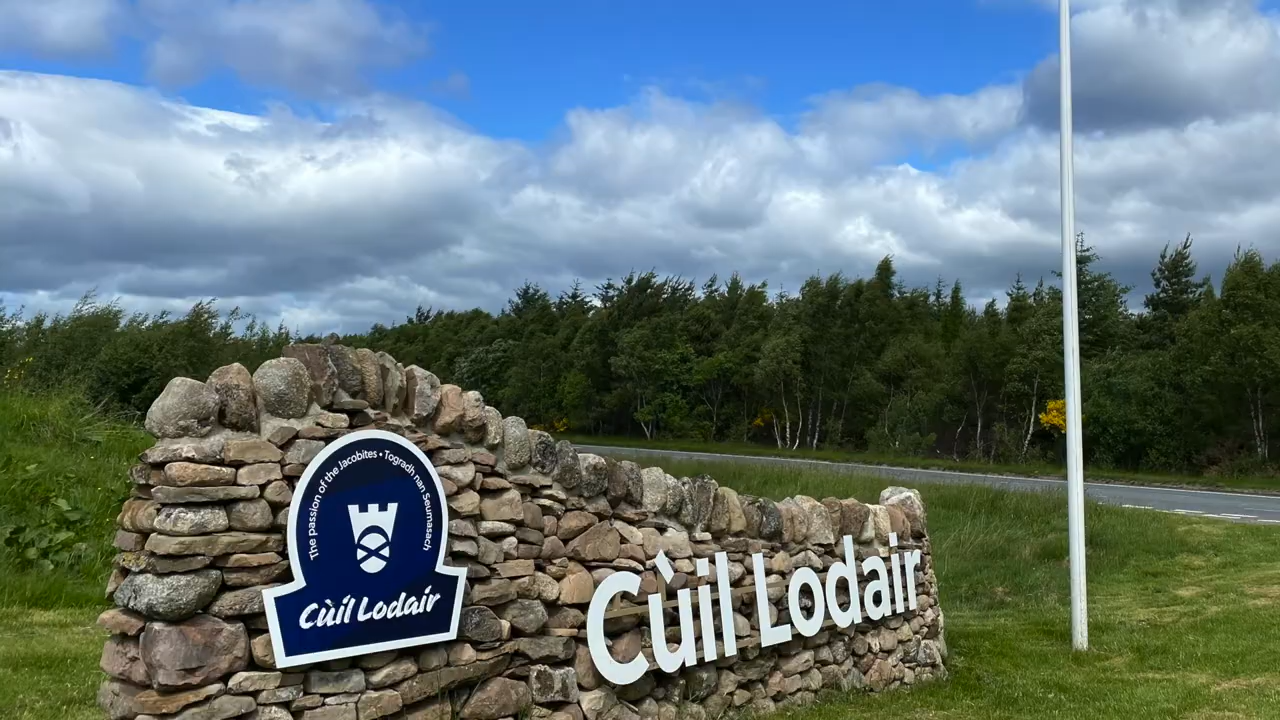 The passion of the Jacobites • Togradh nan Seumasach
Cùil Lodair
Cùil Lodair